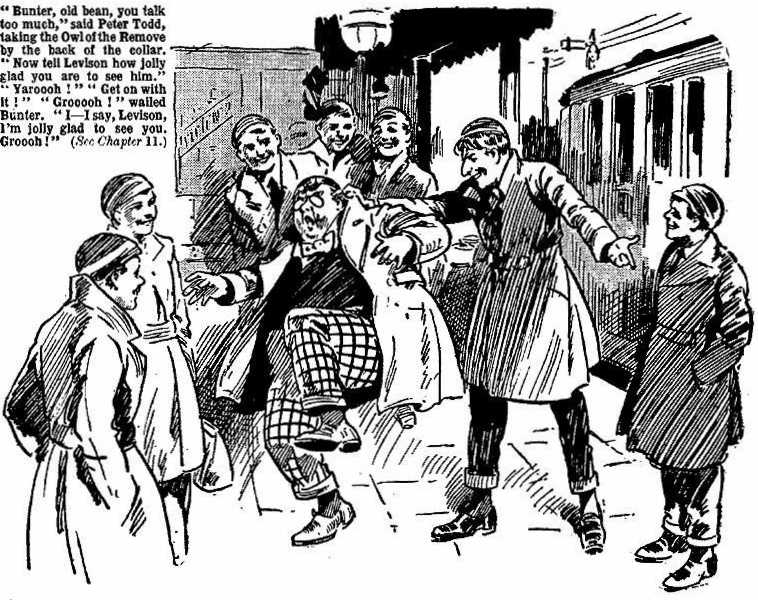 “ Bunter, old bean, you talk
too much,” said Peter Todd,
taking the Owl of the Remove
by the back of the collar.
“ Now tell Levison how jolly
glad you are to see him.”
“ Yaroooh ! ” “ Get on with
it ! ” “ Groooooh ! ” wailed
Bunter. “ I—I say, Levison,
I’m jolly glad to see you.
Groooh ! ” (See Chapter 11.)